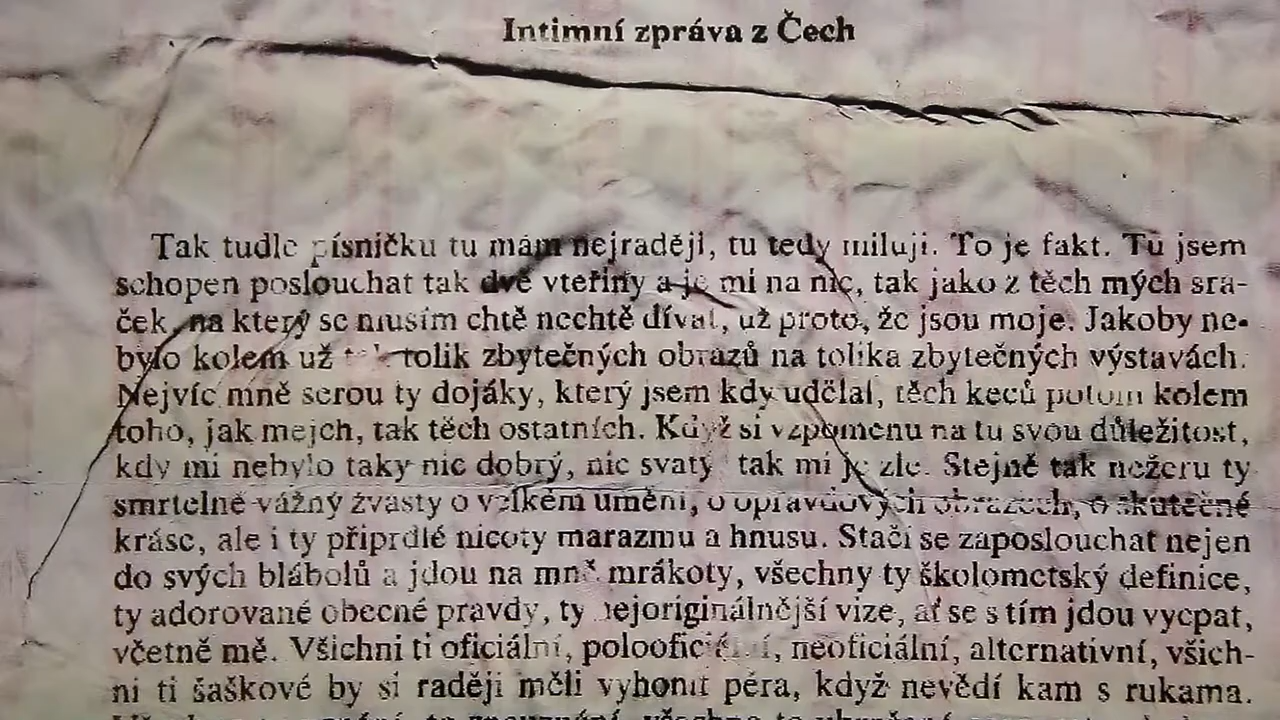 Intimní zpráva z Čech
Tak tudle písničku tu mám nejraději, tu tedy miluji. To je fakt. Tu jsem
schopen poslouchat tak dvě vteřiny a je mi na nic, tak jako z těch mých sra-
ček, na který se musím chtě nechtě dívat, už proto, že jsou moje. Jakoby ne-
bylo kolem už tolik zbytečných obrazů na tolika zbytečných výstavách.
Nejvíc mně serou ty dojáky, který jsem kdy udělal, těch keců potom kolem
toho, jak mejch, tak těch ostatních. Když si vzpomenu na tu svou důležitost,
kdy mi nebylo taky nic dobrý, nic svatý tak mi je zle. Stejně tak nežeru ty
smrtelně vážný žvasty o velkém umění, o opravdových obrazech, o skutečné
kráse, ale i ty připrdlé nicoty marazmu a hnusu. Stačí se zaposlouchat nejen
do svých blábolů a jdou na mně mrákoty, všechny ty školometský definice,
ty adorované obecné pravdy, ty nejoriginálnější vize, ať se s tím jdou vycpat,
včetně mě. Všichni ti oficiální, polooficiální, neoficiální, alternativní, všich-
ni ti šaškové by si raději měli vyhonit péra, když nevědí kam s rukama.